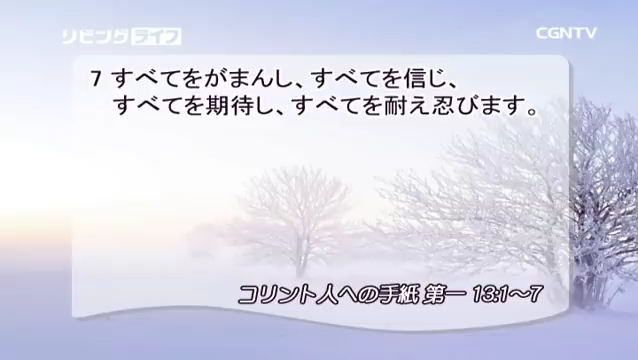 リビングライフ
CGNTV
7 すべてをがまんし、すべてを信じ、
すべてを期待し、すべてを耐え忍びます。
コリント人への手紙 第一 13:1～7